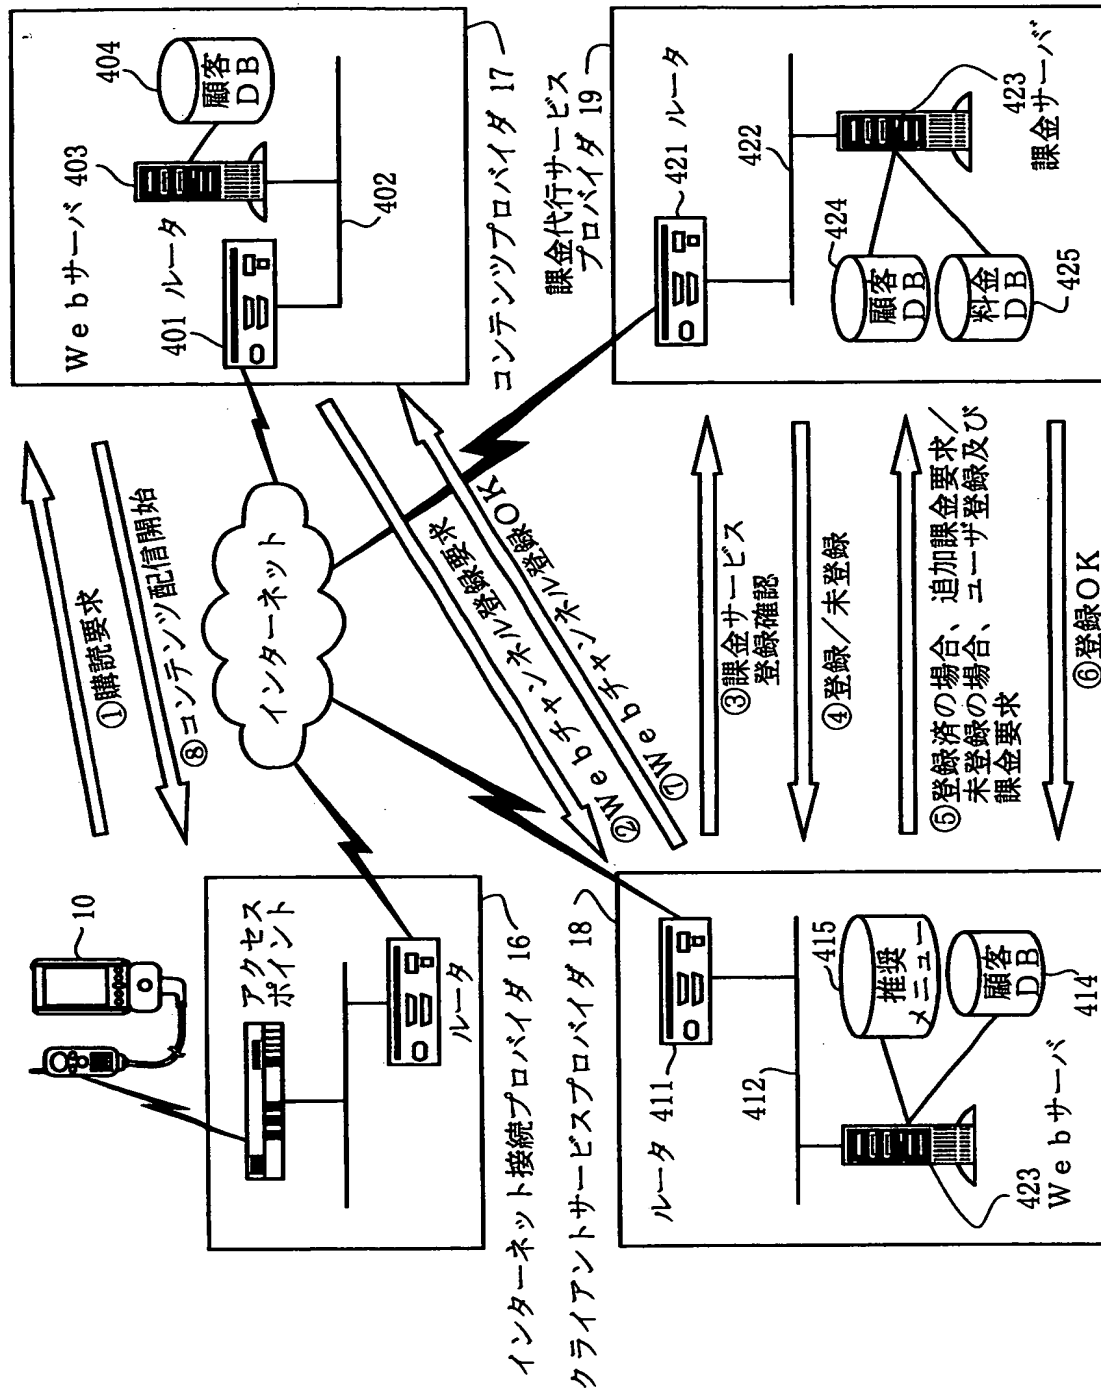 10
アクセス
ポイント
ルータ
インターネット接続プロバイダ 16
①購読要求
⑧コンテンツ配信開始
インターネット
Webサーバ 403
404
顧客
DB
401 ルータ
402
コンテンツプロバイダ 17
②Webチャンネル登録要求
⑦Webチャンネル登録OK
クライアントサービスプロバイダ 18
ルータ 411
412
415
推奨
メニュー
顧客
DB
414
423
Webサーバ
③課金サービス
登録確認
④登録/未登録
⑤登録済の場合、追加課金要求/
未登録の場合、ユーザ登録及び
課金要求
⑥登録OK
課金代行サービス
プロバイダ 19
421 ルータ
422
424
顧客
DB
料金
DB
425
423
課金サーバ